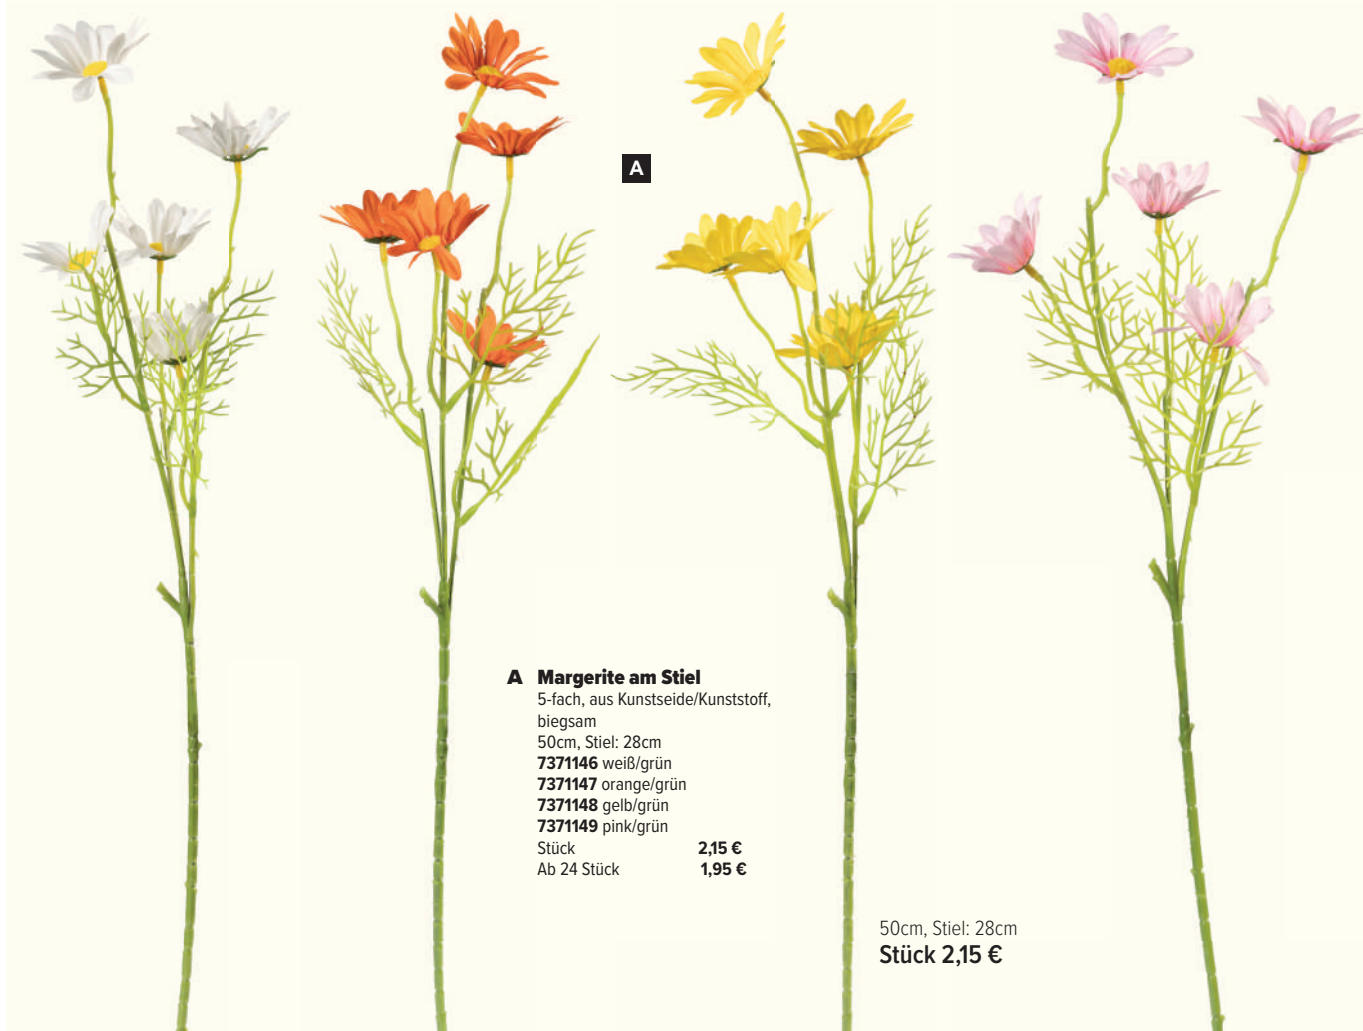 A
A Margerite am Stiel
5-fach, aus Kunstseide/Kunststoff,
biegsam
50cm, Stiel: 28cm
7371146 weiß/grün
7371147 orange/grün
7371148 gelb/grün
7371149 pink/grün
Stück 2,15 €
Ab 24 Stück 1,95 €
50cm, Stiel: 28cm
Stück 2,15 €